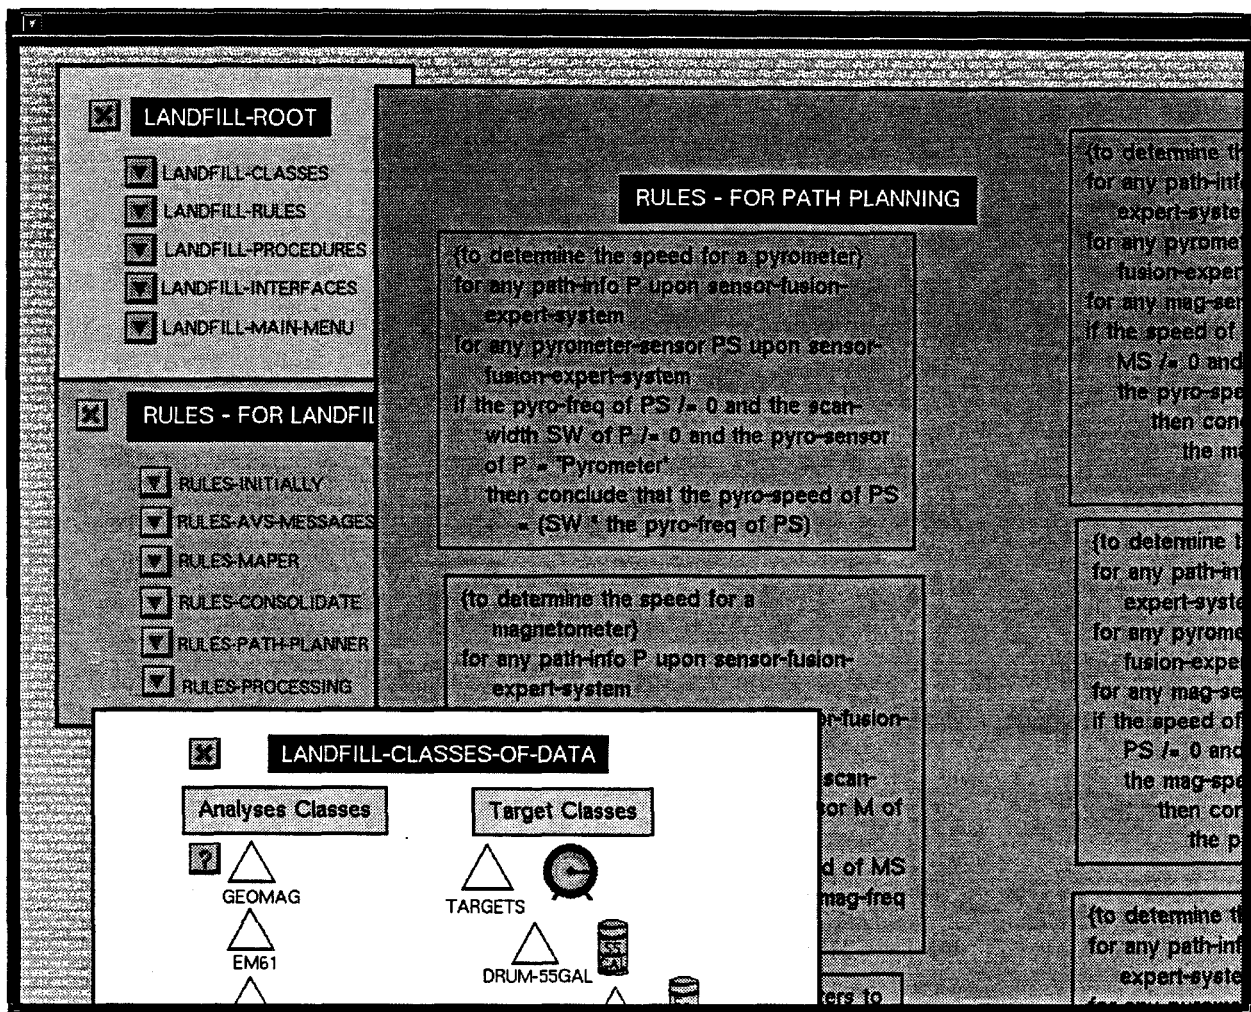 LANDFILL-ROOT
LANDFILL-CLASSES
LANDFILL-RULES
LANDFILL-PROCEDURES
LANDFILL-INTERFACES
LANDFILL-MAIN-MENU
RULES - FOR LANDFIL
RULES-INITIALLY
RULES-AVS-MESSAGES
RULES-MAPER
RULES-CONSOLIDATE
RULES-PATH-PLANNER
RULES-PROCESSING
RULES - FOR PATH PLANNING
{to determine the speed for a pyrometer}
for any path-info P upon sensor-fusion-
expert-system
for any pyrometer-sensor PS upon sensor-
fusion-expert-system
if the pyro-freq of PS /= 0 and the scan-
width SW of P /= 0 and the pyro-sensor
of P = "Pyrometer"
then conclude that the pyro-speed of PS
= (SW * the pyro-freq of PS)
{to determine the speed for a
magnetometer}
for any path-info P upon sensor-fusion-
expert-system
or-fusion-
scan-
or M of
d of MS
mag-freq
ers to
{to determine th
for any path-inf
expert-syste
for any pyrome
fusion-exper
for any mag-se
if the speed of
MS /= 0 and
the pyro-spe
then con
the ma
{to determine t
for any path-in
expert-syste
for any pyrome
fusion-expe
for any mag-se
if the speed of
PS /= 0 and
the mag-spe
then con
the p
{to determine t
for any path-inf
expert-syste
LANDFILL-CLASSES-OF-DATA
Analyses Classes
Target Classes
?
GEOMAG
TARGETS
EM61
DRUM-55GAL
55
GAL